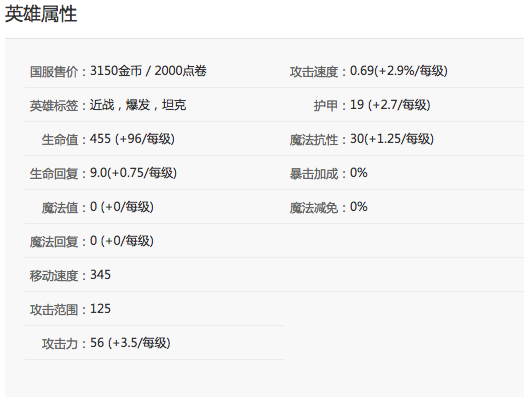 英雄属性
国服售价：3150金币 / 2000点卷
攻击速度：0.69(+2.9%/每级)
英雄标签：近战，爆发，坦克
护甲：19 (+2.7/每级)
生命值：455 (+96/每级)
魔法抗性：30(+1.25/每级)
生命回复：9.0(+0.75/每级)
暴击加成：0%
魔法值：0 (+0/每级)
魔法减免：0%
魔法回复：0 (+0/每级)
移动速度：345
攻击范围：125
攻击力：56 (+3.5/每级)